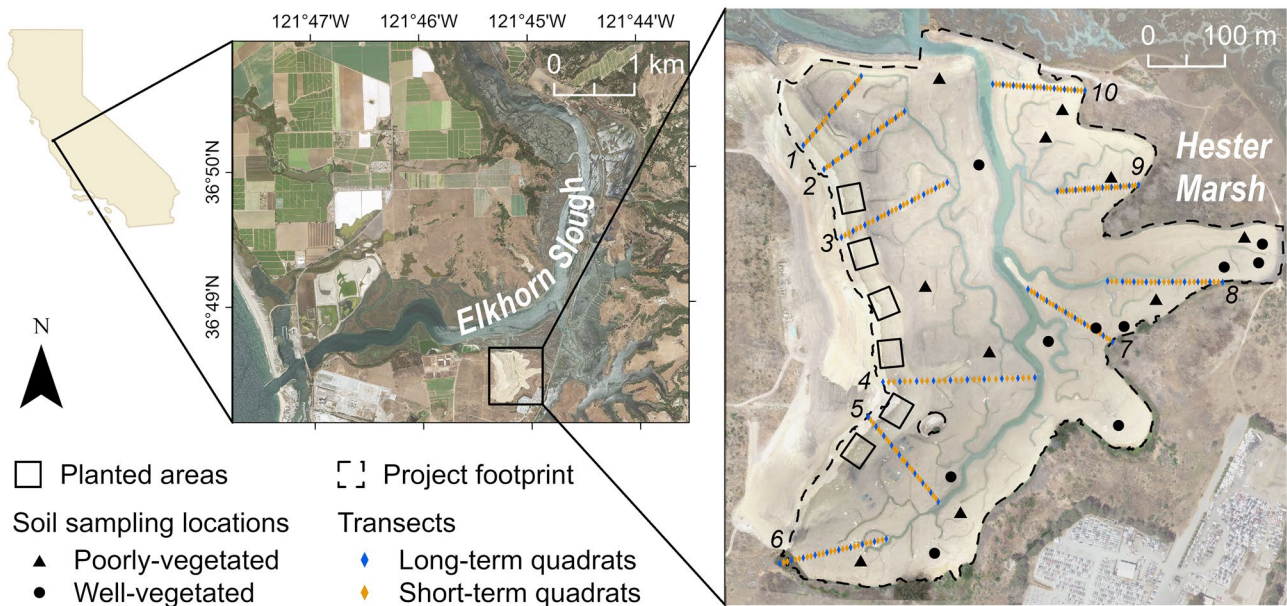 121°47'W 121°46'W 121°45'W 121°44'W
0 1 km
36°50'N
36°49'N
Elkhorn Slough
N
0 100 m
Hester
Marsh
1
2
3
4
5
6
7
8
9
10
Planted areas
Project footprint
Soil sampling locations
Poorly-vegetated
Well-vegetated
Transects
Long-term quadrats
Short-term quadrats